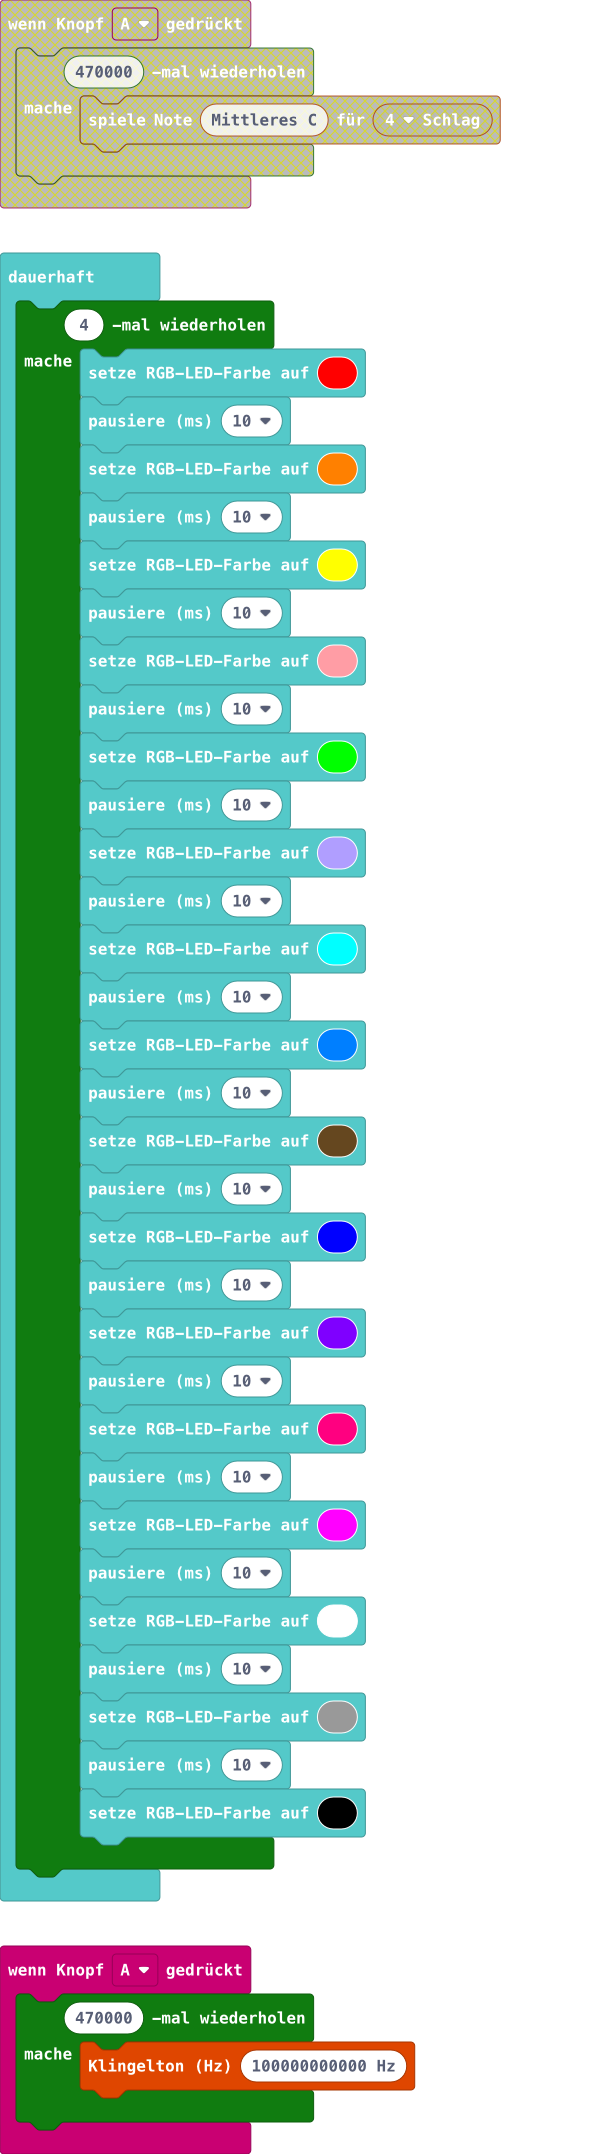 wenn Knopf A gedrückt
470000 -mal wiederholen
mache
spiele Note Mittleres C für 4 Schlag
dauerhaft
4 -mal wiederholen
mache
setze RGB-LED-Farbe auf
pausiere (ms) 10
setze RGB-LED-Farbe auf
pausiere (ms) 10
setze RGB-LED-Farbe auf
pausiere (ms) 10
setze RGB-LED-Farbe auf
pausiere (ms) 10
setze RGB-LED-Farbe auf
pausiere (ms) 10
setze RGB-LED-Farbe auf
pausiere (ms) 10
setze RGB-LED-Farbe auf
pausiere (ms) 10
setze RGB-LED-Farbe auf
pausiere (ms) 10
setze RGB-LED-Farbe auf
pausiere (ms) 10
setze RGB-LED-Farbe auf
pausiere (ms) 10
setze RGB-LED-Farbe auf
pausiere (ms) 10
setze RGB-LED-Farbe auf
pausiere (ms) 10
setze RGB-LED-Farbe auf
pausiere (ms) 10
setze RGB-LED-Farbe auf
pausiere (ms) 10
setze RGB-LED-Farbe auf
pausiere (ms) 10
setze RGB-LED-Farbe auf
wenn Knopf A gedrückt
470000 -mal wiederholen
mache
Klingelton (Hz) 100000000000 Hz